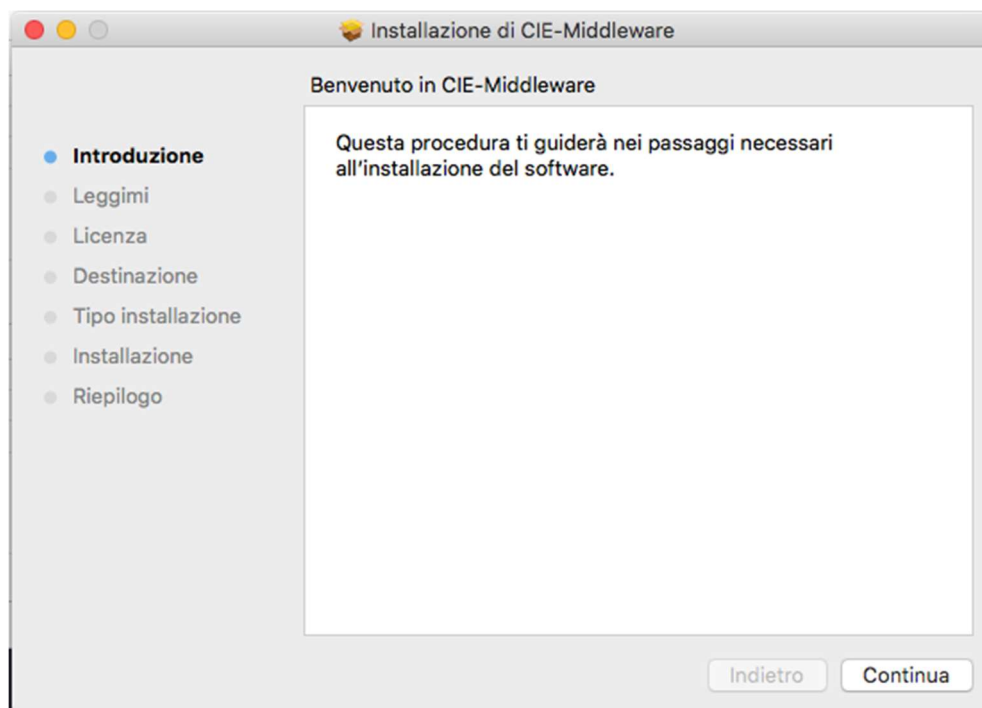 Installazione di CIE-Middleware
Benvenuto in CIE-Middleware
Introduzione
Leggimi
Licenza
Destinazione
Tipo installazione
Installazione
Riepilogo
Questa procedura ti guiderà nei passaggi necessari
all'installazione del software.
Indietro
Continua